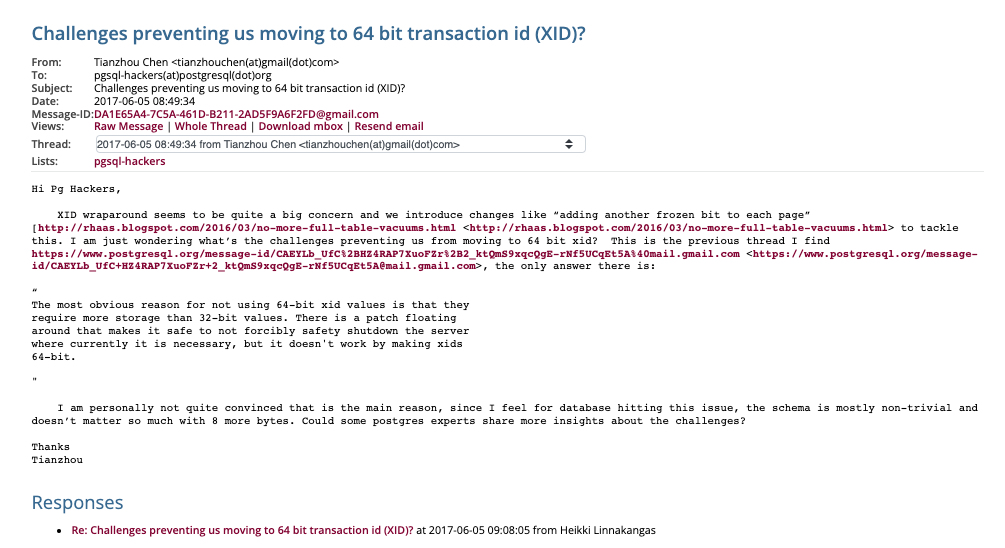 Challenges preventing us moving to 64 bit transaction id (XID)?
From: Tianzhou Chen <tianzhouchen(at)gmail(dot)com>
To: pgsql-hackers(at)postgresql(dot)org
Subject: Challenges preventing us moving to 64 bit transaction id (XID)?
Date: 2017-06-05 08:49:34
Message-ID: DA1E65A4-7C5A-461D-B211-2AD5F9A6F2FD@gmail.com
Views: Raw Message | Whole Thread | Download mbox | Resend email
Thread: 2017-06-05 08:49:34 from Tianzhou Chen <tianzhouchen(at)gmail(dot)com>
Lists: pgsql-hackers
Hi Pg Hackers,
XID wraparound seems to be quite a big concern and we introduce changes like “adding another frozen bit to each page”
[http://rhaas.blogspot.com/2016/03/no-more-full-table-vacuums.html <http://rhaas.blogspot.com/2016/03/no-more-full-table-vacuums.html> to tackle
this. I am just wondering what’s the challenges preventing us from moving to 64 bit xid? This is the previous thread I find
https://www.postgresql.org/message-id/CAEYLb_UfC%2BHZ4RAP7XuoFZr%2B2_ktQmS9xqcQgE-rNf5UCqEt5A%40mail.gmail.com <https://www.postgresql.org/message-
id/CAEYLb_UfC+HZ4RAP7XuoFZr+2_ktQmS9xqcQgE-rNf5UCqEt5A@mail.gmail.com>, the only answer there is:
“
The most obvious reason for not using 64-bit xid values is that they
require more storage than 32-bit values. There is a patch floating
around that makes it safe to not forcibly safety shutdown the server
where currently it is necessary, but it doesn't work by making xids
64-bit.
"
I am personally not quite convinced that is the main reason, since I feel for database hitting this issue, the schema is mostly non-trivial and
doesn’t matter so much with 8 more bytes. Could some postgres experts share more insights about the challenges?
Thanks
Tianzhou
Responses
• Re: Challenges preventing us moving to 64 bit transaction id (XID)? at 2017-06-05 09:08:05 from Heikki Linnakangas